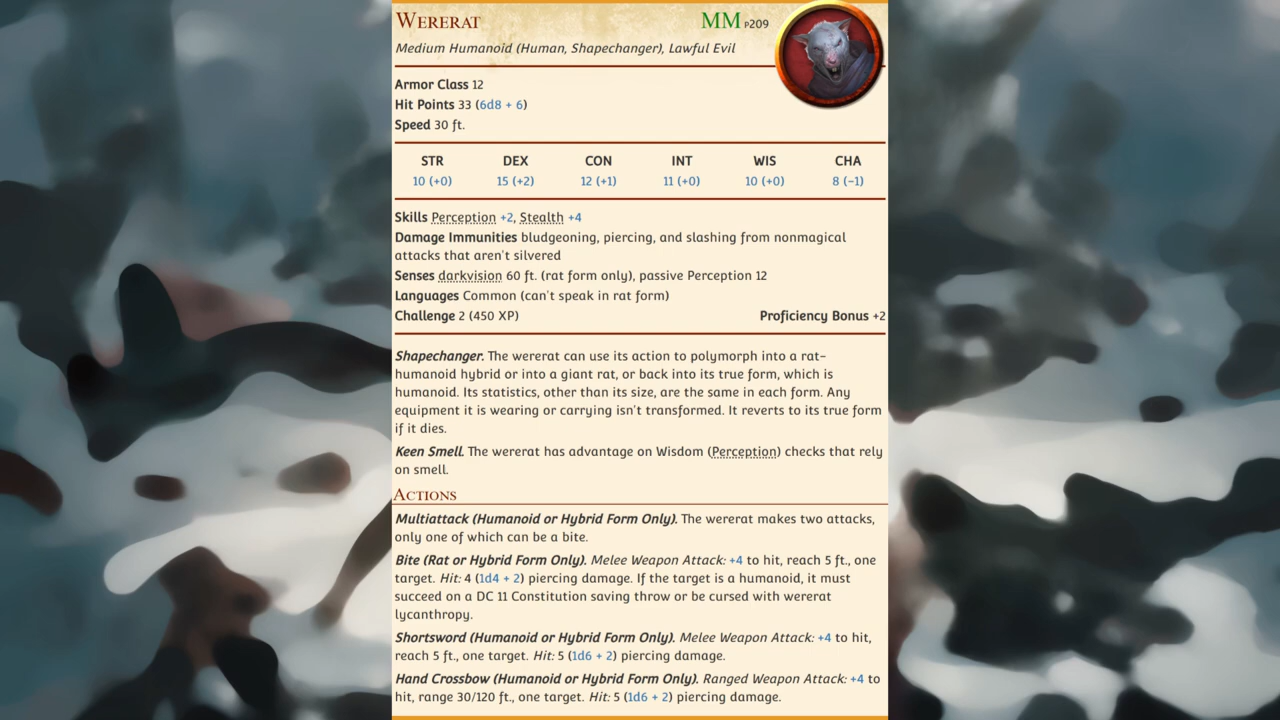 Wererat MM P209
Medium Humanoid (Human, Shapechanger), Lawful Evil
Armor Class 12
Hit Points 33 (6d8 + 6)
Speed 30 ft.
STR DEX CON INT WIS CHA
10 (+0) 15 (+2) 12 (+1) 11 (+0) 10 (+0) 8 (−1)
Skills Perception +2, Stealth +4
Damage Immunities bludgeoning, piercing, and slashing from nonmagical
attacks that aren't silvered
Senses darkvision 60 ft. (rat form only), passive Perception 12
Languages Common (can't speak in rat form)
Challenge 2 (450 XP) Proficiency Bonus +2
Shapechanger. The wererat can use its action to polymorph into a rat-
humanoid hybrid or into a giant rat, or back into its true form, which is
humanoid. Its statistics, other than its size, are the same in each form. Any
equipment it is wearing or carrying isn't transformed. It reverts to its true form
if it dies.
Keen Smell. The wererat has advantage on Wisdom (Perception) checks that rely
on smell.
Actions
Multiattack (Humanoid or Hybrid Form Only). The wererat makes two attacks,
only one of which can be a bite.
Bite (Rat or Hybrid Form Only). Melee Weapon Attack: +4 to hit, reach 5 ft., one
target. Hit: 4 (1d4 + 2) piercing damage. If the target is a humanoid, it must
succeed on a DC 11 Constitution saving throw or be cursed with wererat
lycanthropy.
Shortsword (Humanoid or Hybrid Form Only). Melee Weapon Attack: +4 to hit,
reach 5 ft., one target. Hit: 5 (1d6 + 2) piercing damage.
Hand Crossbow (Humanoid or Hybrid Form Only). Ranged Weapon Attack: +4 to
hit, range 30/120 ft., one target. Hit: 5 (1d6 + 2) piercing damage.